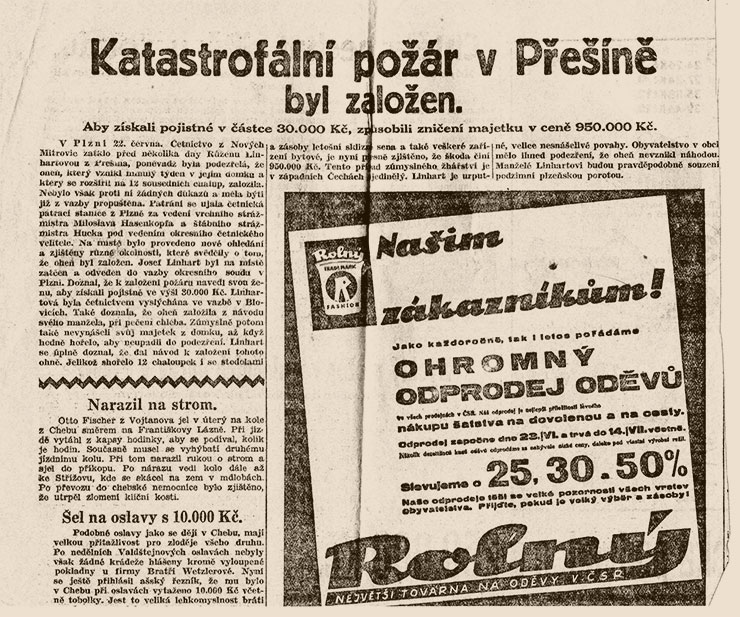 Katastrofální požár v Přešíně
byl založen.
Aby získali pojistné v částce 30.000 Kč, způsobili zničení majetku v ceně 950.000 Kč.
V Plzni 22. června. Četnictvo z Nových
Mitrovic zatklo před několika day Růženu Lin-
hartovou z Přešína, poněvadž byla podezřelá, že
oheň, který vznikl minulý týden v jejím domku a
který se rozšířil na 12 sousedních chalup, založila.
Nebylo však proti ní žádných důkazů a měla býti
již z vazby propuštěna. Pátrání se ujala četnická
pátrací stanice z Plzně za vedení vrchního stráž-
mistra Miloslava Hasenkopfa a štábního stráž-
mistra Hucka pod vedením okresního četnického
velitele. Na místě bylo provedeno nové ohledání
a zjištěny různé okolnosti, které svědčily o tom,
že oheň byl založen. Josef Linhart byl na místě
zatčen a odveden do vazby okresního soudu v
Plzni. Doznal, že k založení požáru navedl svou že-
nu, aby získali pojistné ve výši 30.000 Kč. Linhar-
tová byla četnictvem vyslýchána ve vazbě v Blo-
vicích. Také doznala, že oheň založila z návodu
svého manžela, při pečení chleba. Zúmyslně potom
také nevynášeli svůj majetek z domku, až když
hodně hořelo, aby neupadli do podezření. Linhart
se úplně doznal, že dal návod k založení tohoto
ohně. Jelikož shořelo 12 chaloupek i se stodolami
a zásoby letošní sklizně sena a také veškeré zaří-
zení bytové, je nyní přesně zjištěno, že škoda činí
950.000 Kč. Tento případ zúmyslného žhářství je
v západních Čechách jedinělý. Linhart je urput-
né, velice nesnášelivé povahy. Obyvatelstvo v obci
mělo ihned podezření, že oheň nevznikl náhodou.
Manželé Linhartovi budou pravděpodobně souzeni
podzimní plzeňskou porotou.
Narazil na strom.
Otto Fischer z Vojtanova jel v úterý na kole
z Chebu směrem na Františkovy Lázně. Při jíz-
dě vytáhl z kapsy hodinky, aby se podíval, kolik
je hodin. Současně musel se vyhýbati druhému
jízdnímu kolu. Při tom narazil rukou o strom a
sjel do příkopu. Po nárazu vedl kolo dále až
ke Střížovu, kde se skácel na zem v mdlobách.
Po převozu do chebské nemocnice bylo zjištěno,
že utrpěl zlomení klíční kosti.
Šel na oslavy s 10.000 Kč.
Podobné oslavy jako se dějí v Chebu, mají
velkou přitažlivost pro zloděje všeho druhu.
Po nedělních Valdštejnových oslavách nebyly
však žádné krádeže hlášeny kromě vyloupené
pokladny u firmy Bratří Wetzlerové. Nyní
se ještě přihlásil ašský řezník, že mu bylo
v Chebu při oslavách vytaženo 10.000 Kč včet-
ně tobolky. Jest to veliká lehkomyslnost bráti
Rolný
TRADE MARK
R
FASHION
Našim
zákazníkům!
Jako každoročně, tak i letos pořádáme
OHROMNÝ
ODPRODEJ ODĚVŮ
ve všech prodejnách v ČSR. Náš odprodej je nejlepší příležitostí levného
nákupu šatstva na dovolenou a na cesty.
Odprodej započne dne 23./VI. a trvá do 14./VII. včetně.
Slevujeme o 25, 30 a 50%
Naše odprodeje těší se velké pozornosti všech vrstev
obyvatelstva. Přijďte, pokud je volký výběr a zásoby!
Rolný
NEJVĚTŠÍ TOVÁRNA NA ODĚVY V ČSR